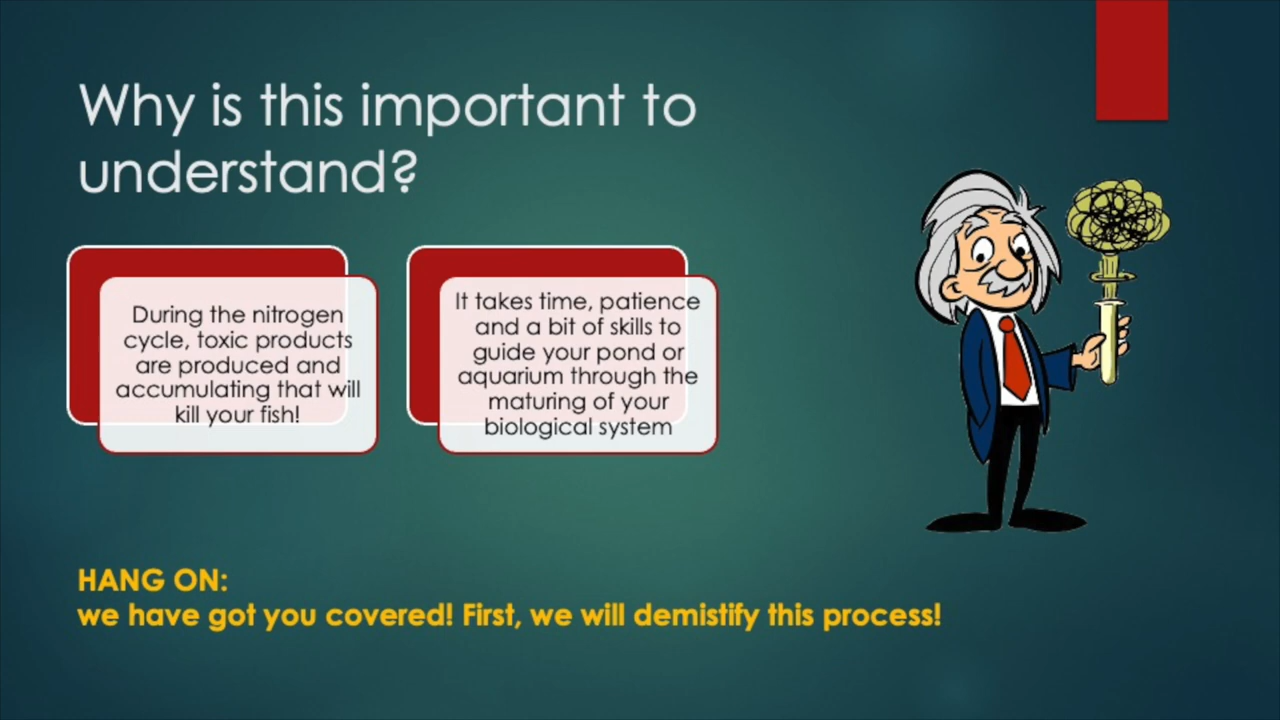 Why is this important to
understand?
During the nitrogen
cycle, toxic products
are produced and
accumulating that will
kill your fish!
It takes time, patience
and a bit of skills to
guide your pond or
aquarium through the
maturing of your
biological system
HANG ON:
we have got you covered! First, we will demistify this process!